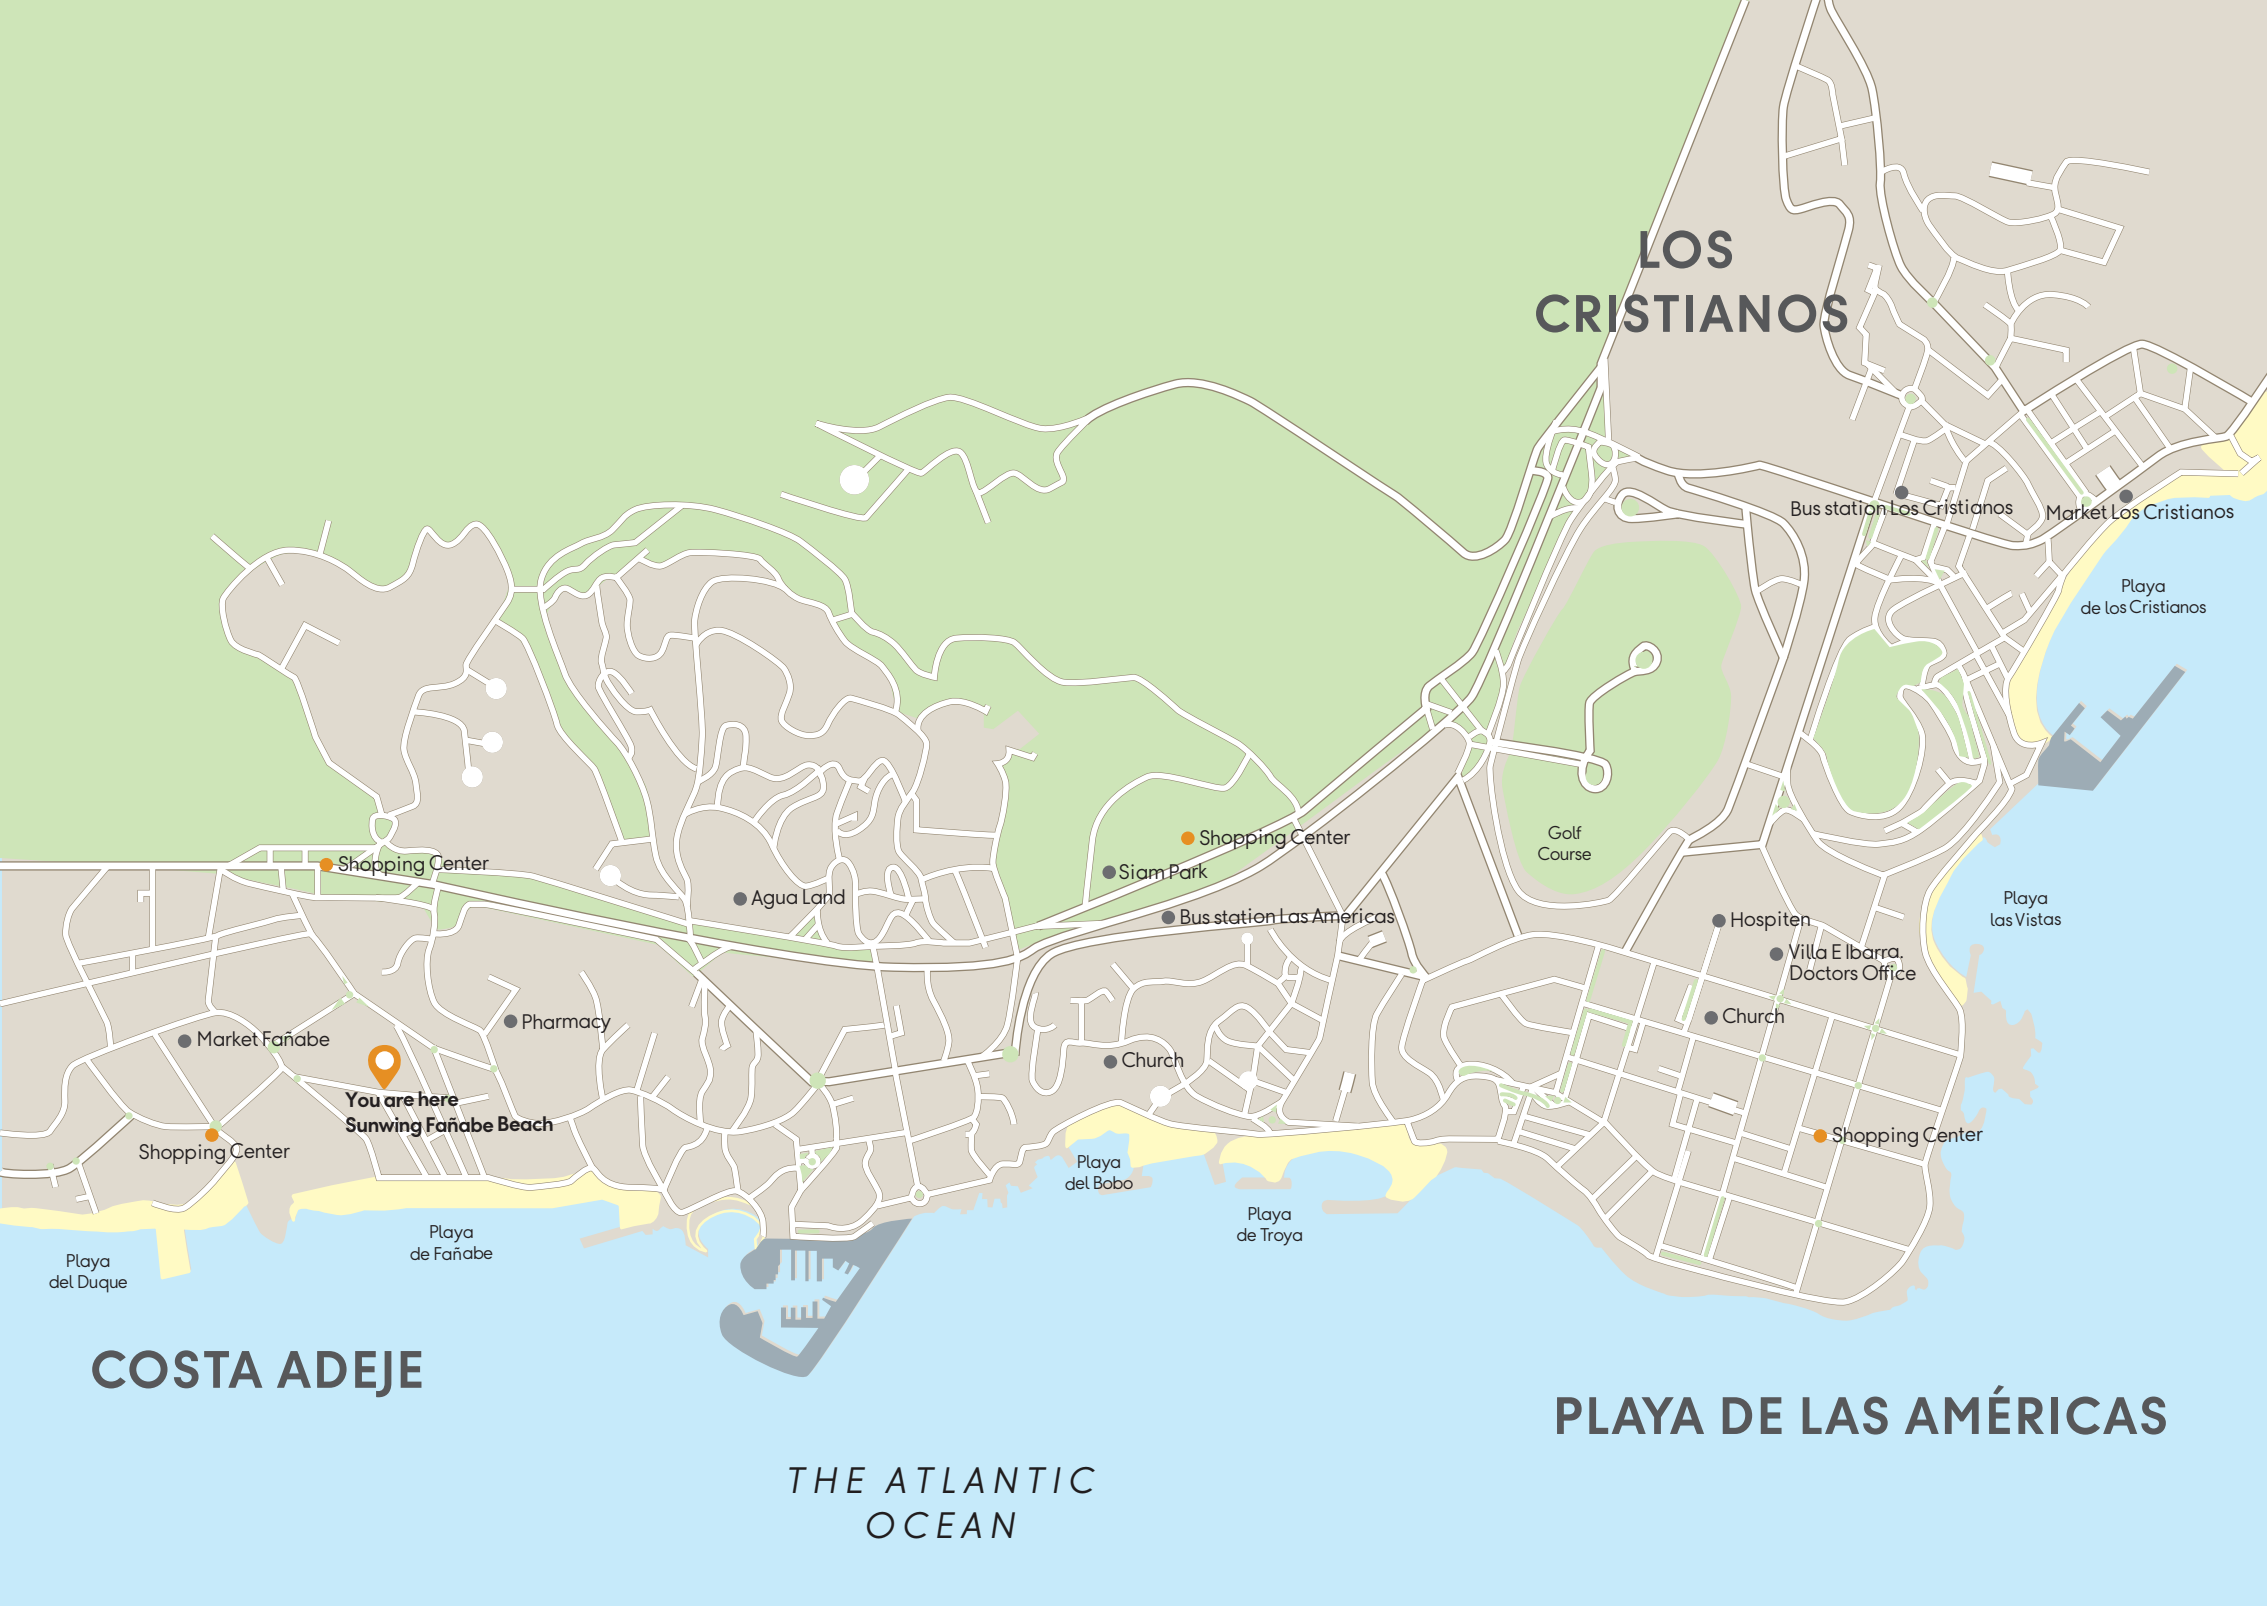 LOS
CRISTIANOS
Bus station Los Cristianos
Market Los Cristianos
Playa
de los Cristianos
Golf
Course
Shopping Center
Shopping Center
Siam Park
Agua Land
Bus station Las Americas
Hospiten
Playa
las Vistas
Villa E Ibarra.
Doctors Office
Church
Pharmacy
Market Fañabe
Church
You are here
Sunwing Fañabe Beach
Shopping Center
Shopping Center
Playa
del Bobo
Playa
de Troya
Playa
de Fañabe
Playa
del Duque
COSTA ADEJE
PLAYA DE LAS AMÉRICAS
THE ATLANTIC
OCEAN